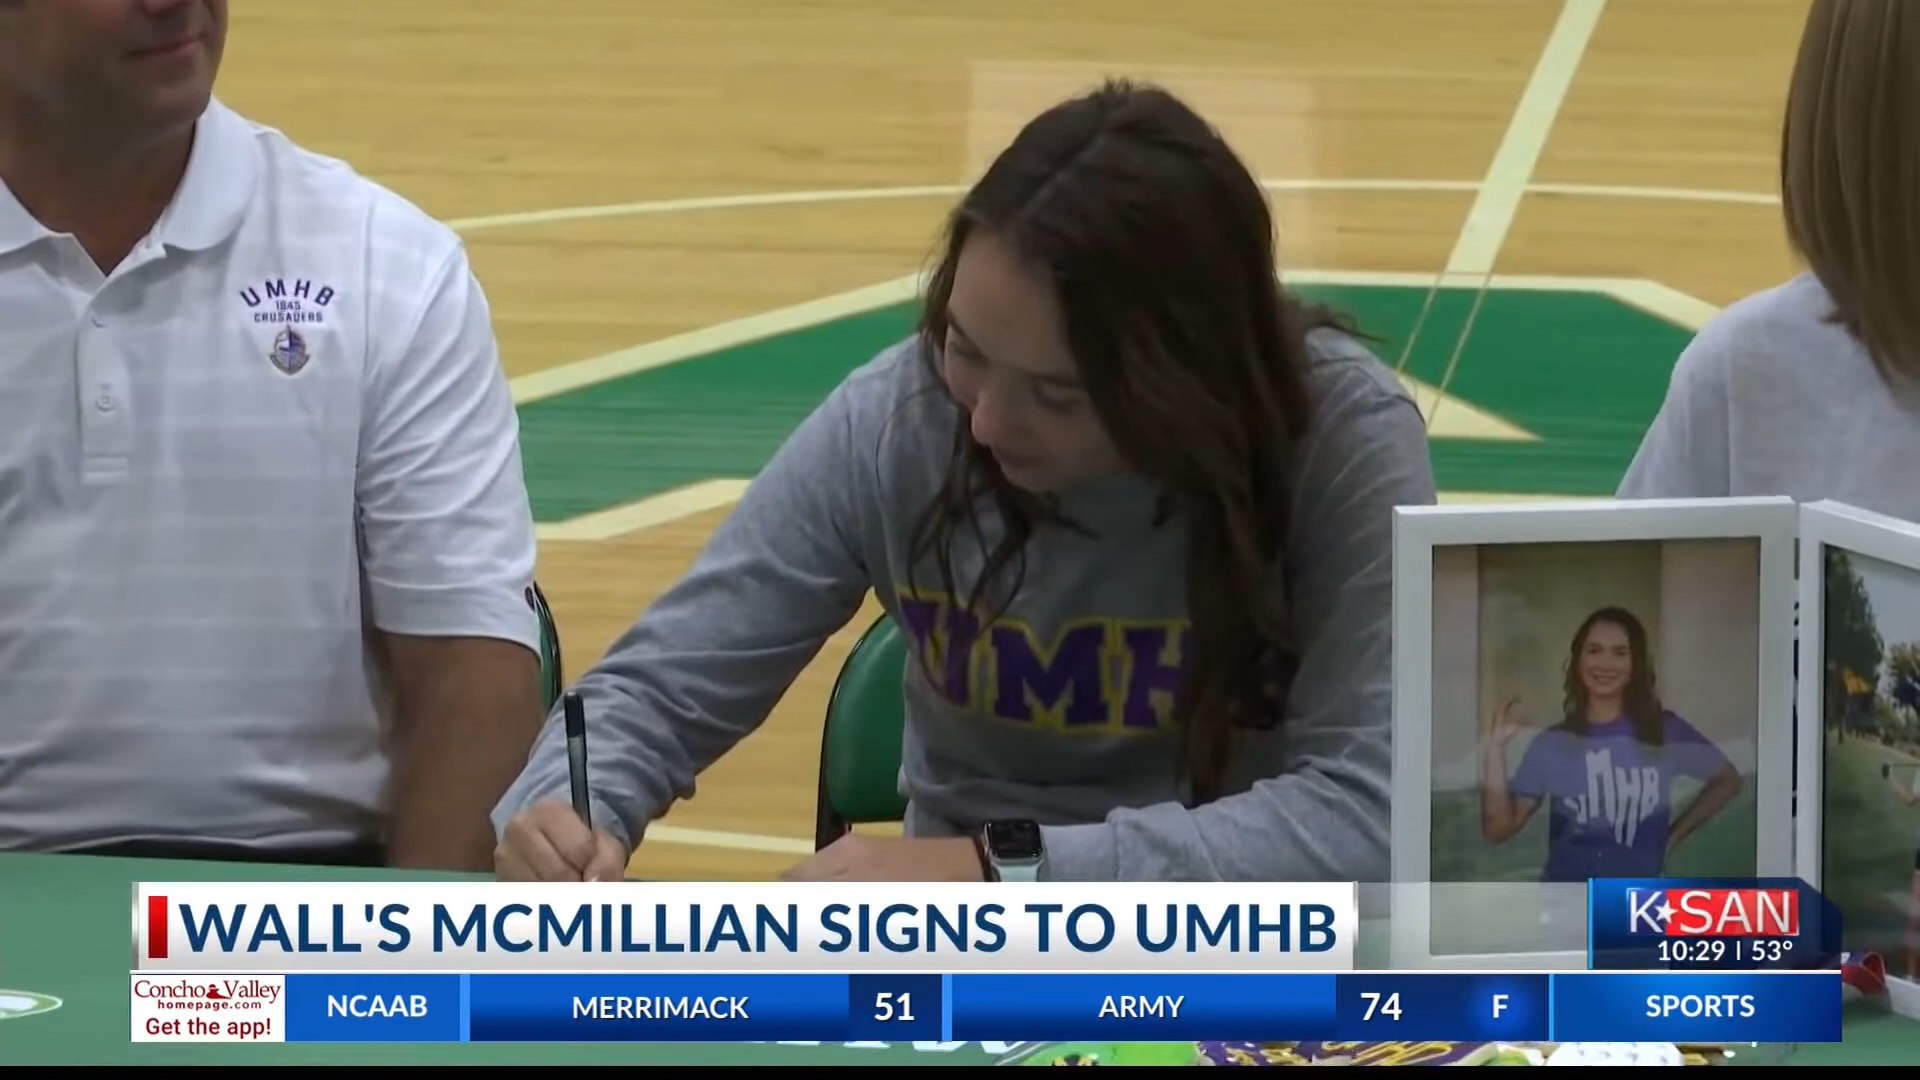 UMHB
1845
CRUSADERS
UMH
UMHB
WALL'S MCMILLIAN SIGNS TO UMHB
K★SAN
10:29 | 53°
Concho Valley
homepage.com
Get the app!
NCAAB
MERRIMACK 51
ARMY 74 F
SPORTS